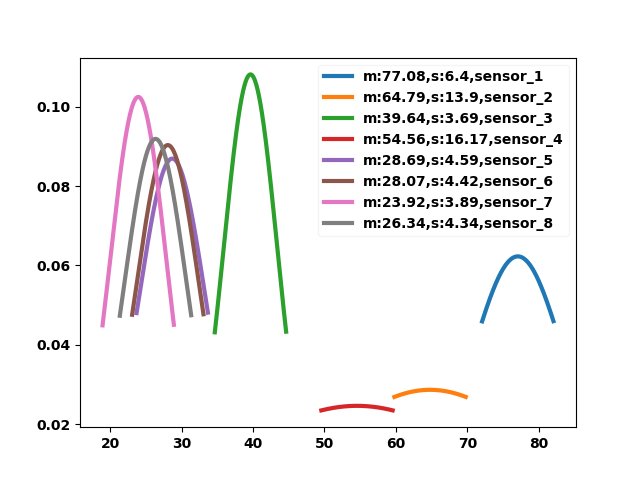 m:77.08,s:6.4,sensor_1
m:64.79,s:13.9,sensor_2
m:39.64,s:3.69,sensor_3
m:54.56,s:16.17,sensor_4
m:28.69,s:4.59,sensor_5
m:28.07,s:4.42,sensor_6
m:23.92,s:3.89,sensor_7
m:26.34,s:4.34,sensor_8
0.10
0.08
0.06
0.04
0.02
20 30 40 50 60 70 80